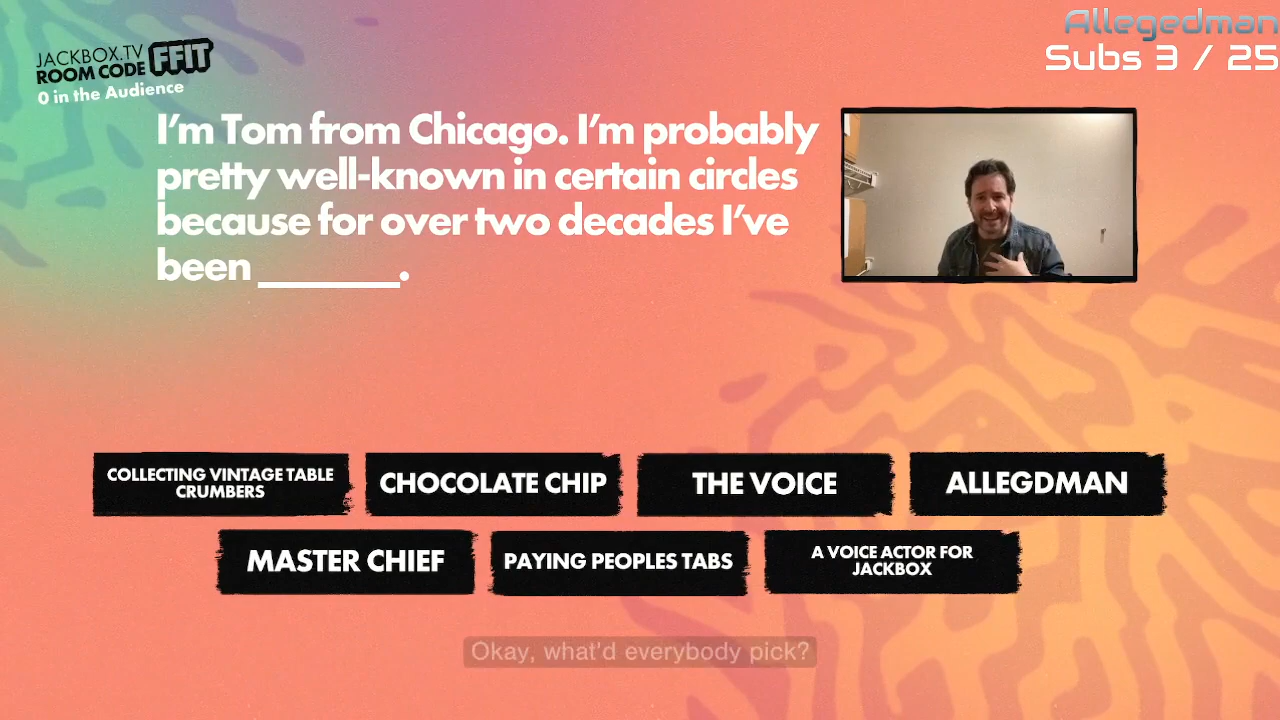 Allegedman
Subs 3 / 25
JACKBOX.TV
ROOM CODE FFIT
0 in the Audience
I'm Tom from Chicago. I'm probably
pretty well-known in certain circles
because for over two decades I've
been ________.
COLLECTING VINTAGE TABLE
CRUMBERS
CHOCOLATE CHIP
THE VOICE
ALLEGDMAN
MASTER CHIEF
PAYING PEOPLES TABS
A VOICE ACTOR FOR
JACKBOX
Okay, what'd everybody pick?